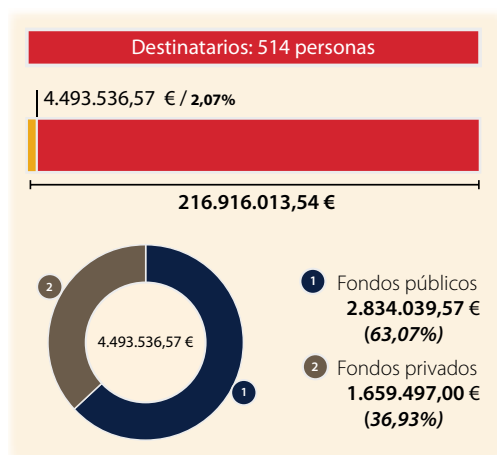 Destinatarios: 514 personas
4.493.536,57 € / 2,07%
216.916.013,54 €
2
4.493.536,57 €
1
1 Fondos públicos
2.834.039,57 €
(63,07%)
2 Fondos privados
1.659.497,00 €
(36,93%)